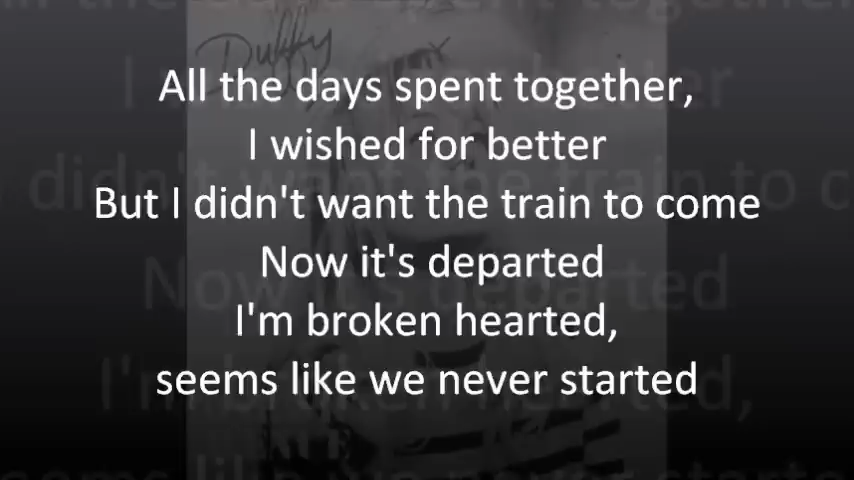 Duffy
All the days spent together,
I wished for better
But I didn't want the train to come
Now it's departed
I'm broken hearted,
seems like we never started